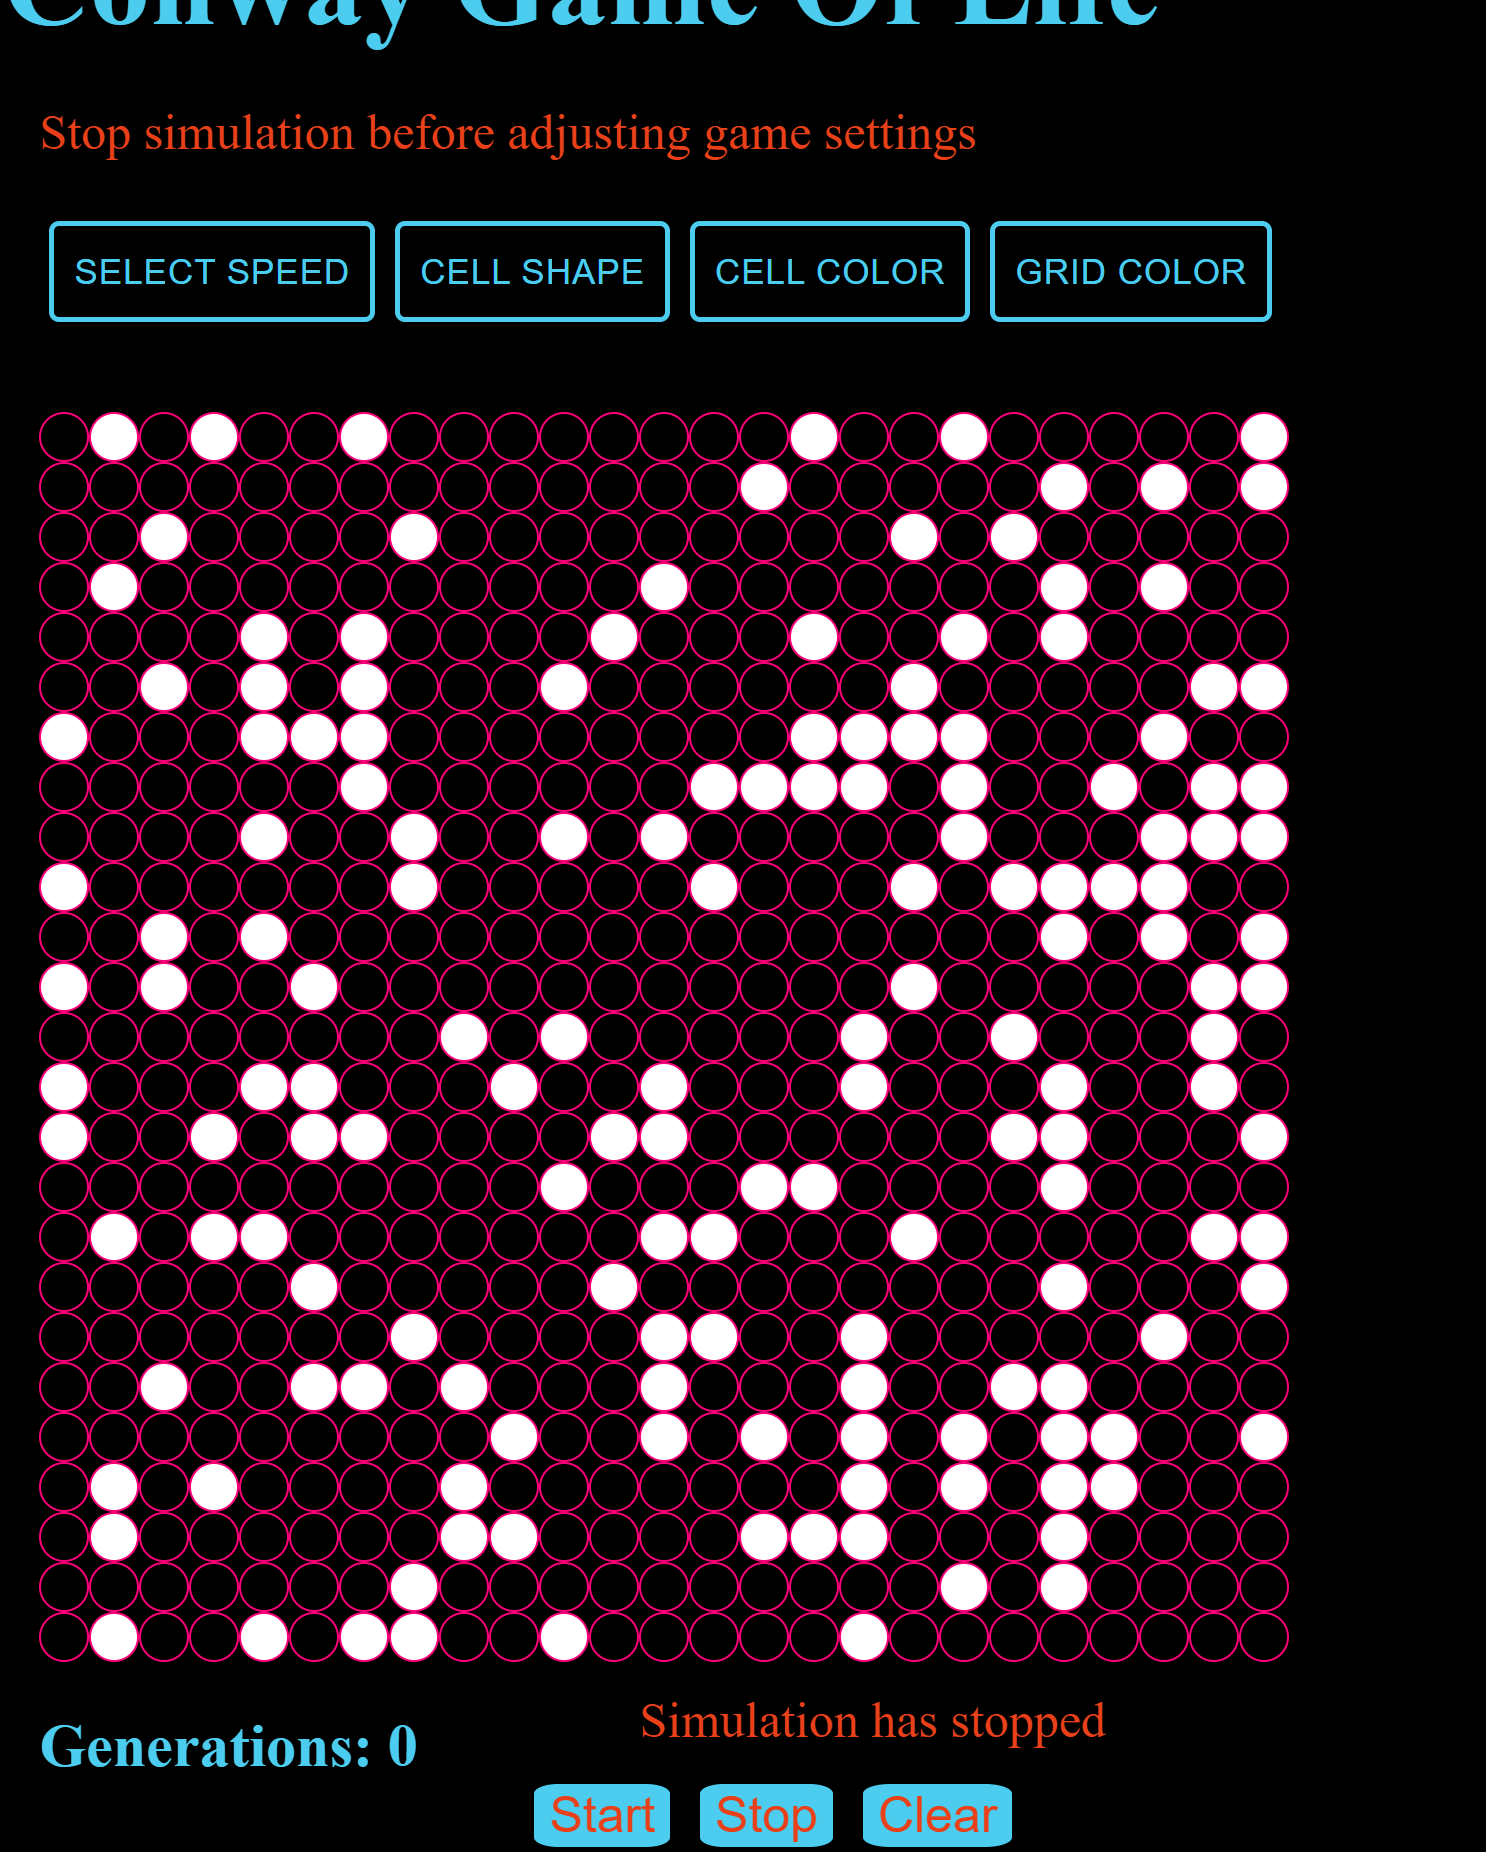 Conway Game Of Life
Stop simulation before adjusting game settings
SELECT SPEED CELL SHAPE CELL COLOR GRID COLOR
Simulation has stopped
Generations: 0
Start Stop Clear